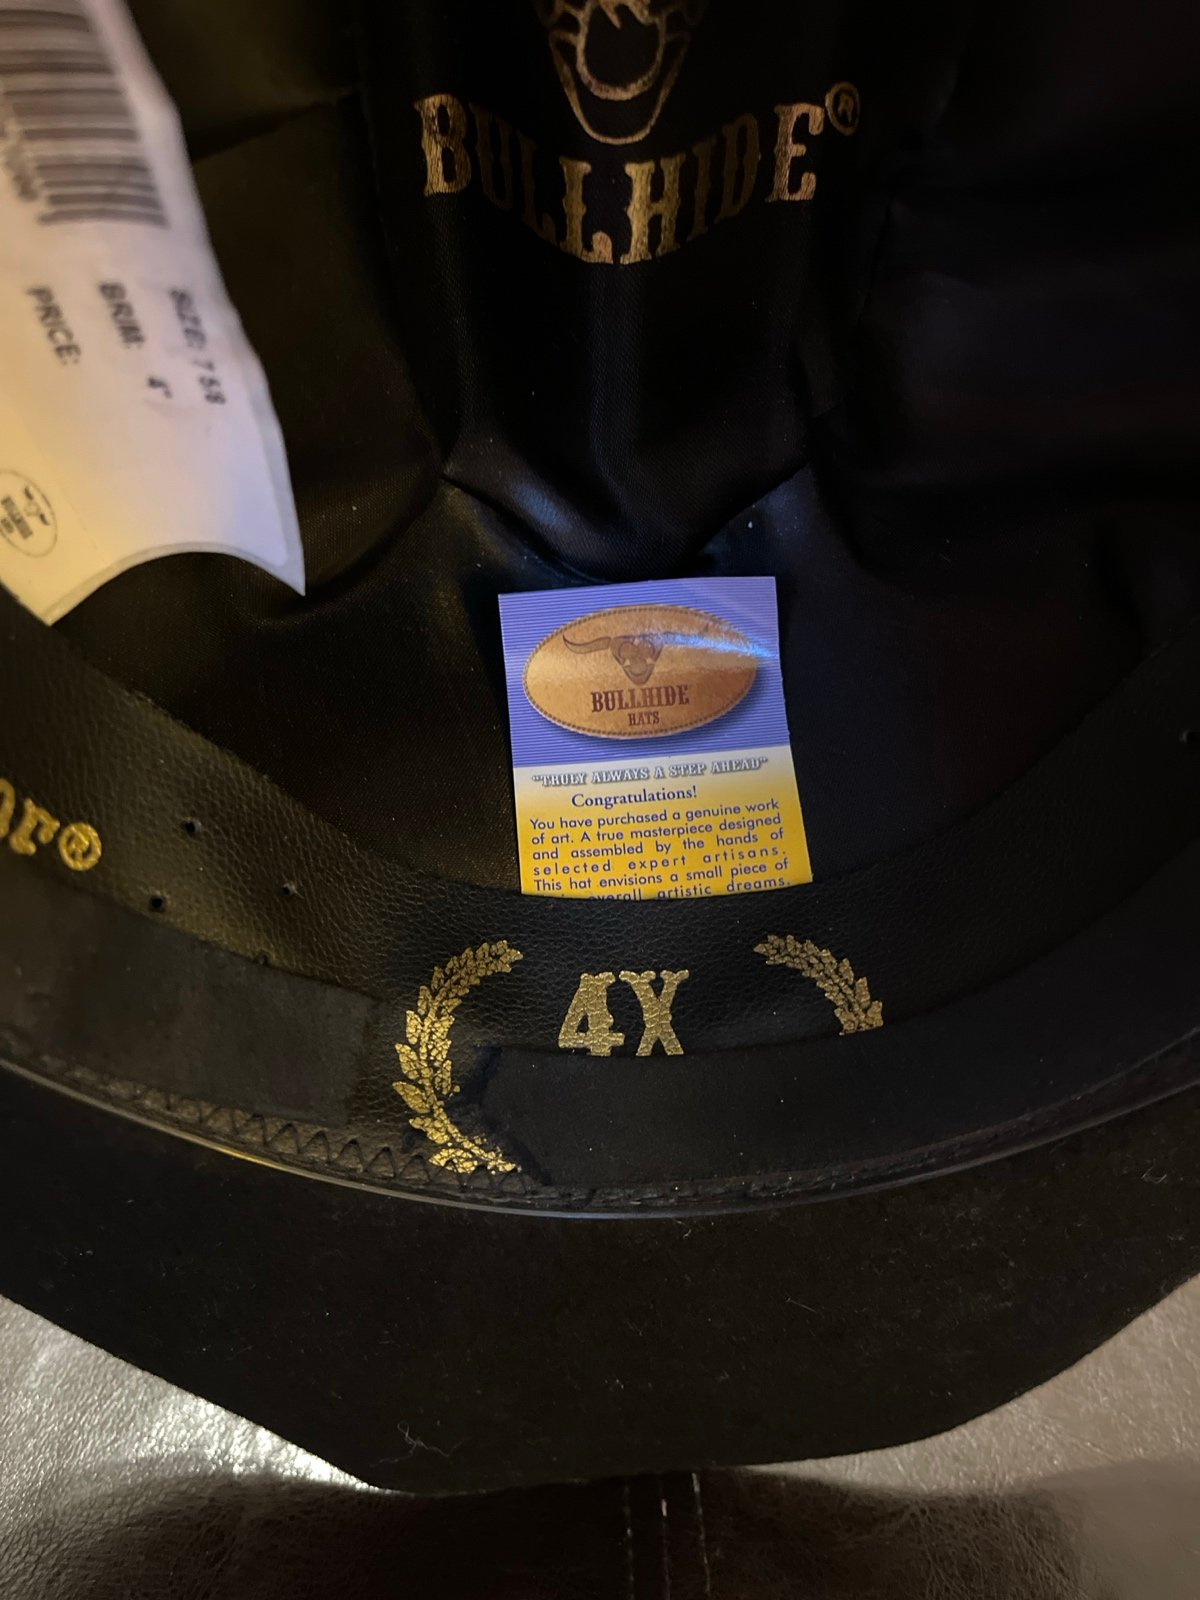 BULLHIDE®
SIZE: 7 5/8
BRIM: 4"
PRICE:
BULLHIDE
HATS
"TRULY ALWAYS A STEP AHEAD"
Congratulations!
You have purchased a genuine work
of art. A true masterpiece designed
and assembled by the hands of
selected expert artisans.
This hat envisions a small piece of
overall artistic dreams.
®
4X